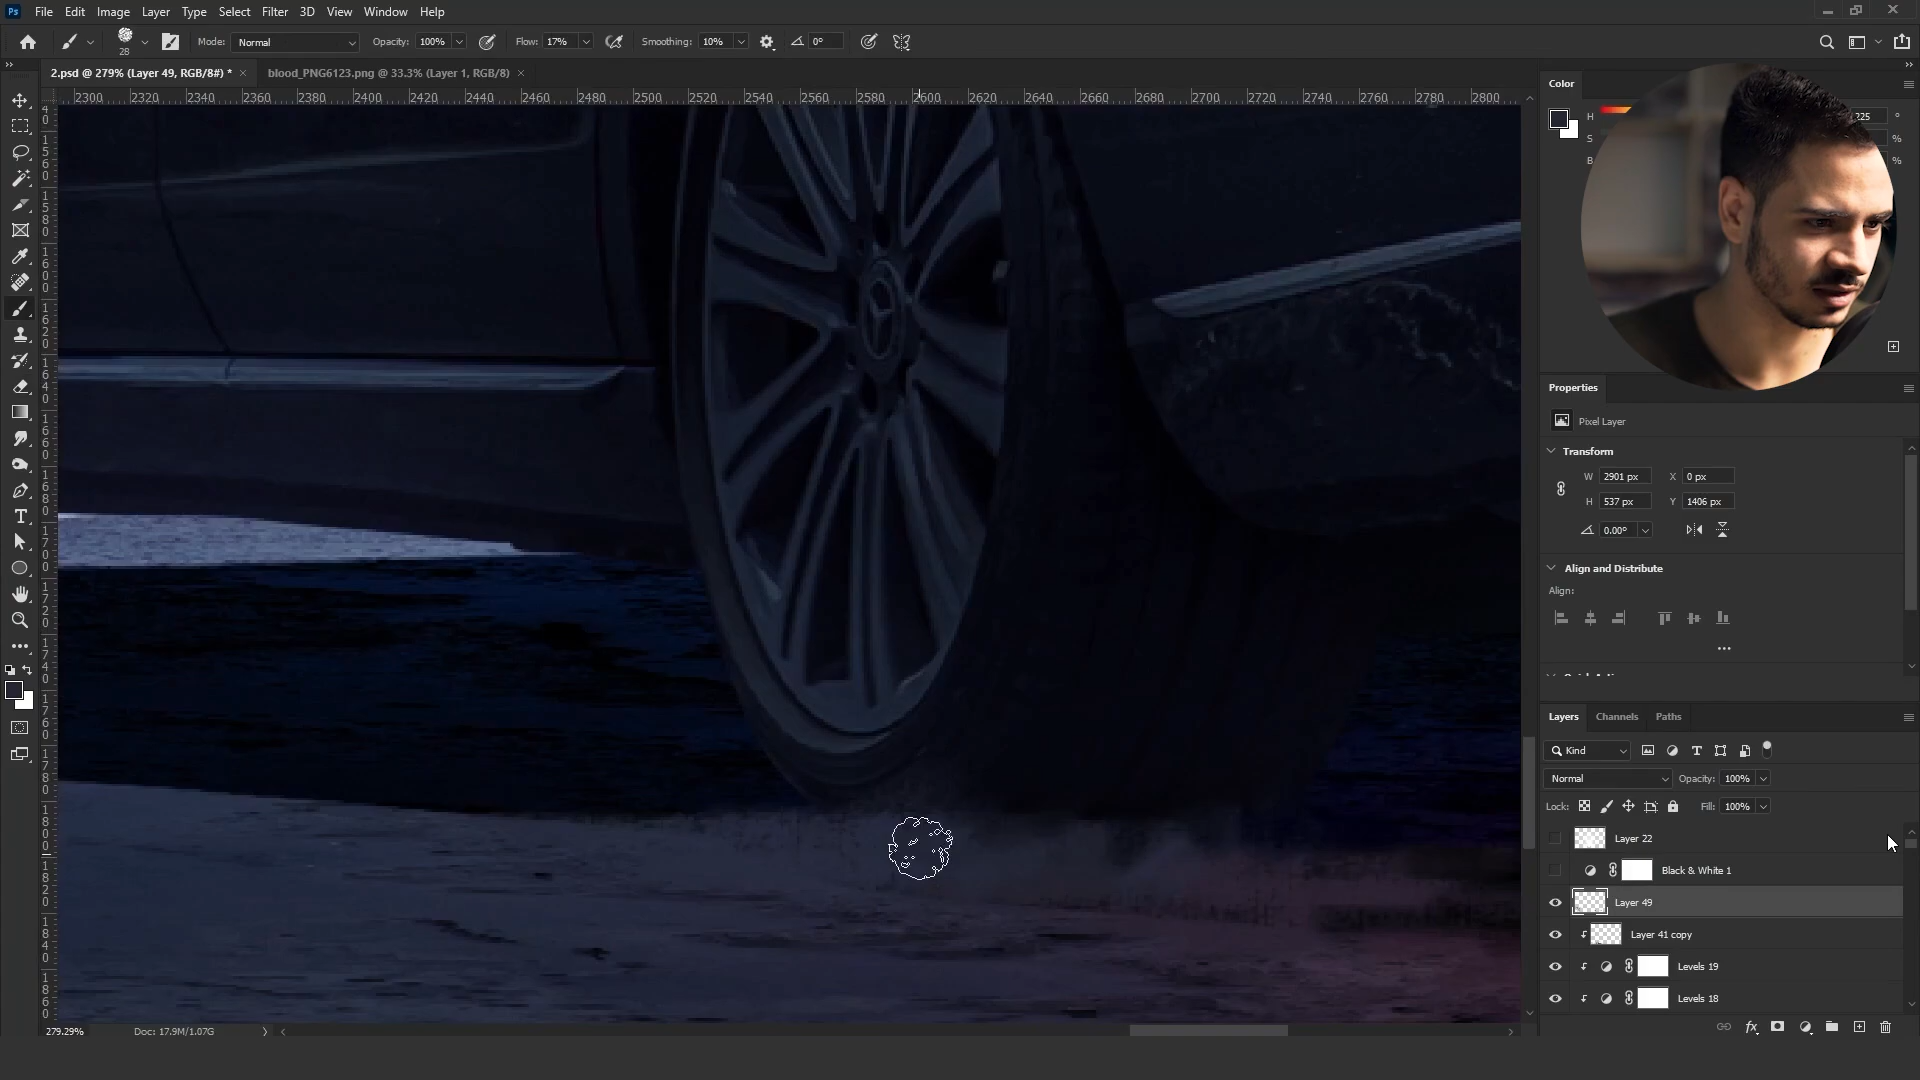 Ps File Edit Image Layer Type Select Filter 3D View Window Help
28 Mode: Normal Opacity: 100% Flow: 17% Smoothing: 10% 0°
2.psd @ 279% (Layer 49, RGB/8#) * × blood_PNG6123.png @ 33.3% (Layer 1, RGB/8) ×
2300 2320 2340 2360 2380 2400 2420 2440 2460 2480 2500 2520 2540 2560 2580 2600 2620 2640 2660 2680 2700 2720 2740 2760 2780 2800
Color
H 225 °
S %
B %
Properties
Pixel Layer
Transform
W 2901 px X 0 px
H 537 px Y 1406 px
0.00°
Align and Distribute
Align:
Layers Channels Paths
Kind
Normal Opacity: 100%
Lock: Fill: 100%
Layer 22
Black & White 1
Layer 49
Layer 41 copy
Levels 19
Levels 18
fx
279.29% Doc: 17.9M/1.07G